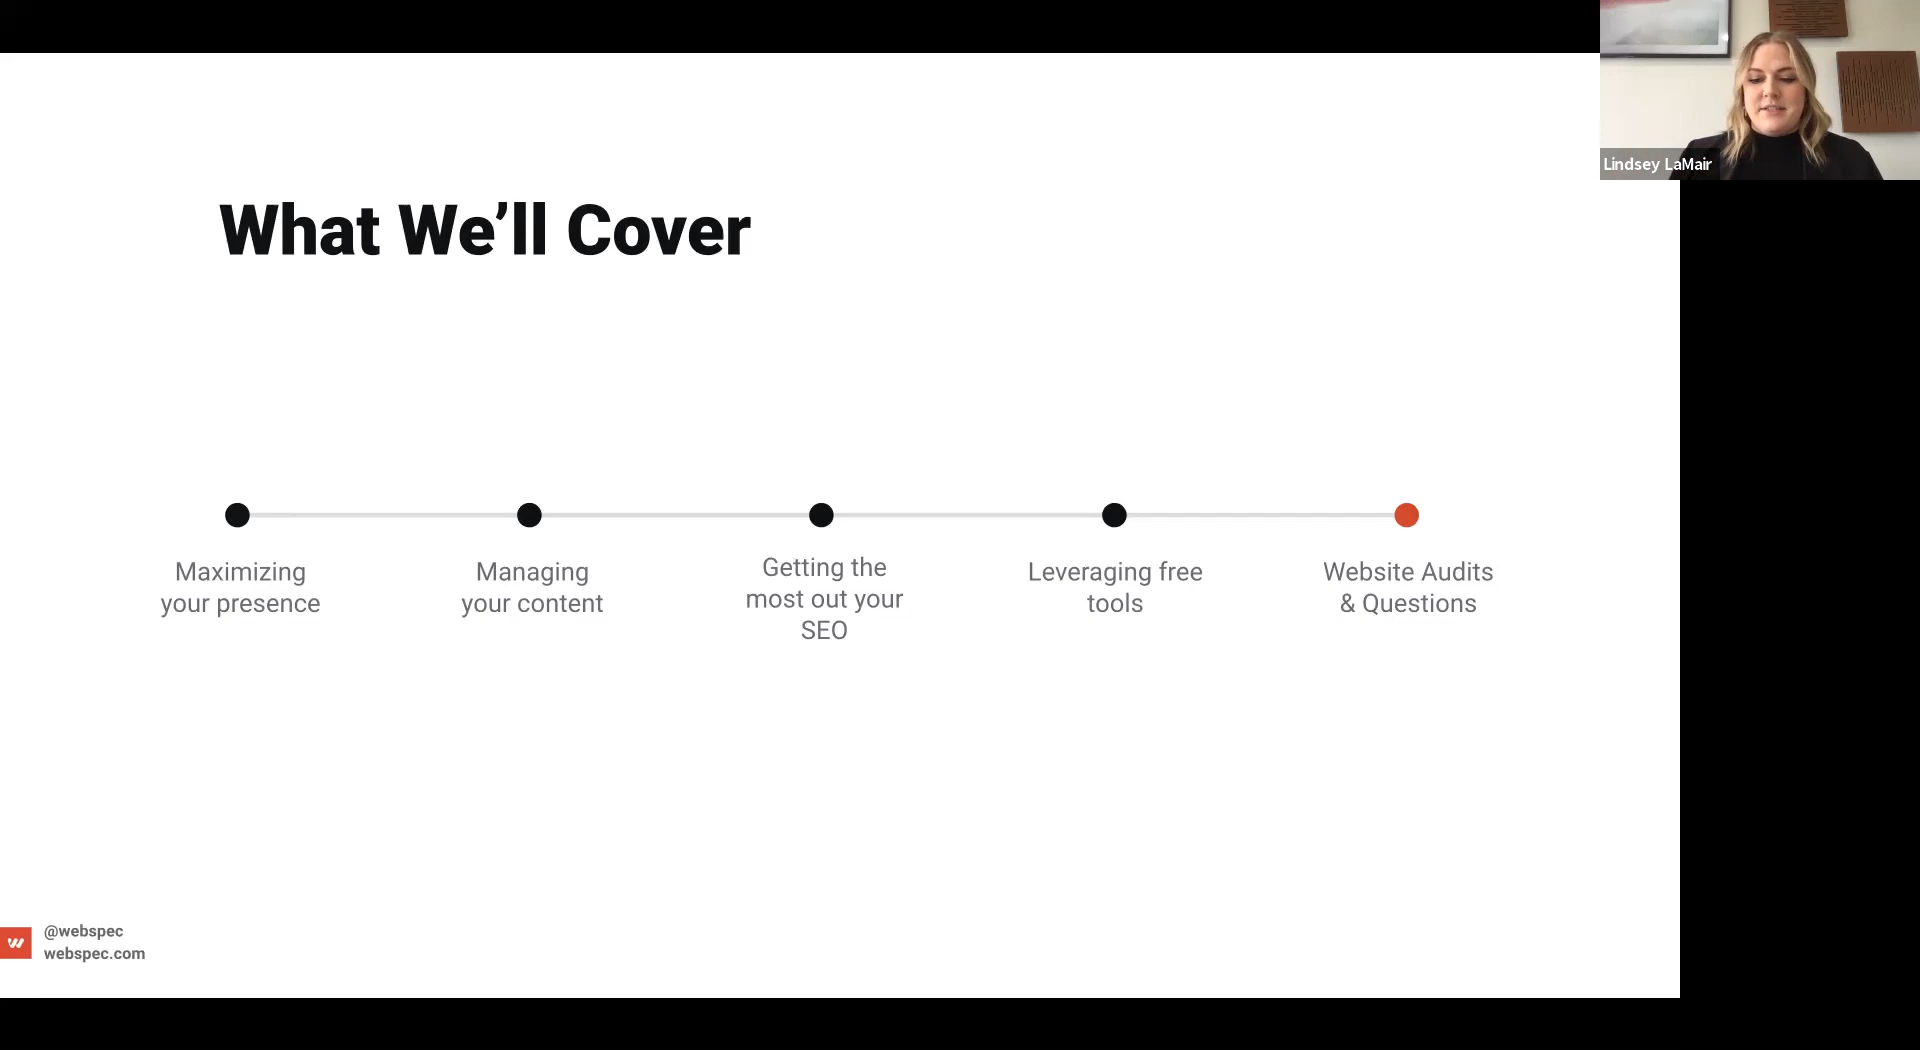 Lindsey LaMair
What We’ll Cover
Maximizing
your presence
Managing
your content
Getting the
most out your
SEO
Leveraging free
tools
Website Audits
& Questions
@webspec
webspec.com